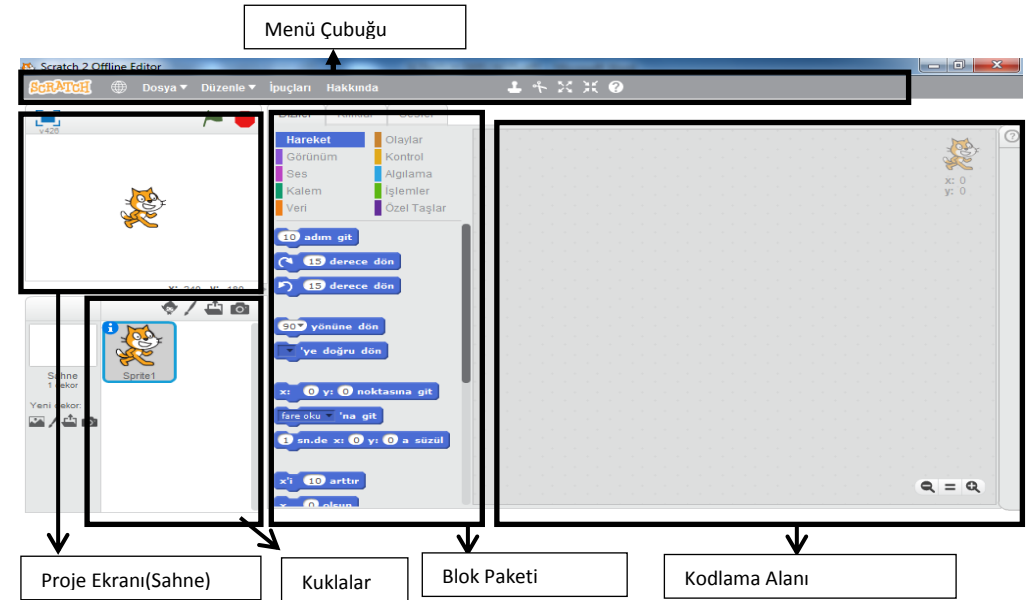 Menü Çubuğu
Scratch 2 Offline Editor
SCRATCH Dosya Düzenle İpuçları Hakkında
v426
Hareket Olaylar
Görünüm Kontrol
Ses Algılama
Kalem İşlemler
Veri Özel Taşlar
x: 0
y: 0
10 adım git
15 derece dön
15 derece dön
90 yönüne dön
'ye doğru dön
x: 0 y: 0 noktasına git
fare oku 'na git
1 sn.de x: 0 y: 0 a süzül
x'i 10 arttır
0 olsun
Sahne
1 dekor
Yeni dekor:
Sprite1
Proje Ekranı(Sahne)
Kuklalar
Blok Paketi
Kodlama Alanı